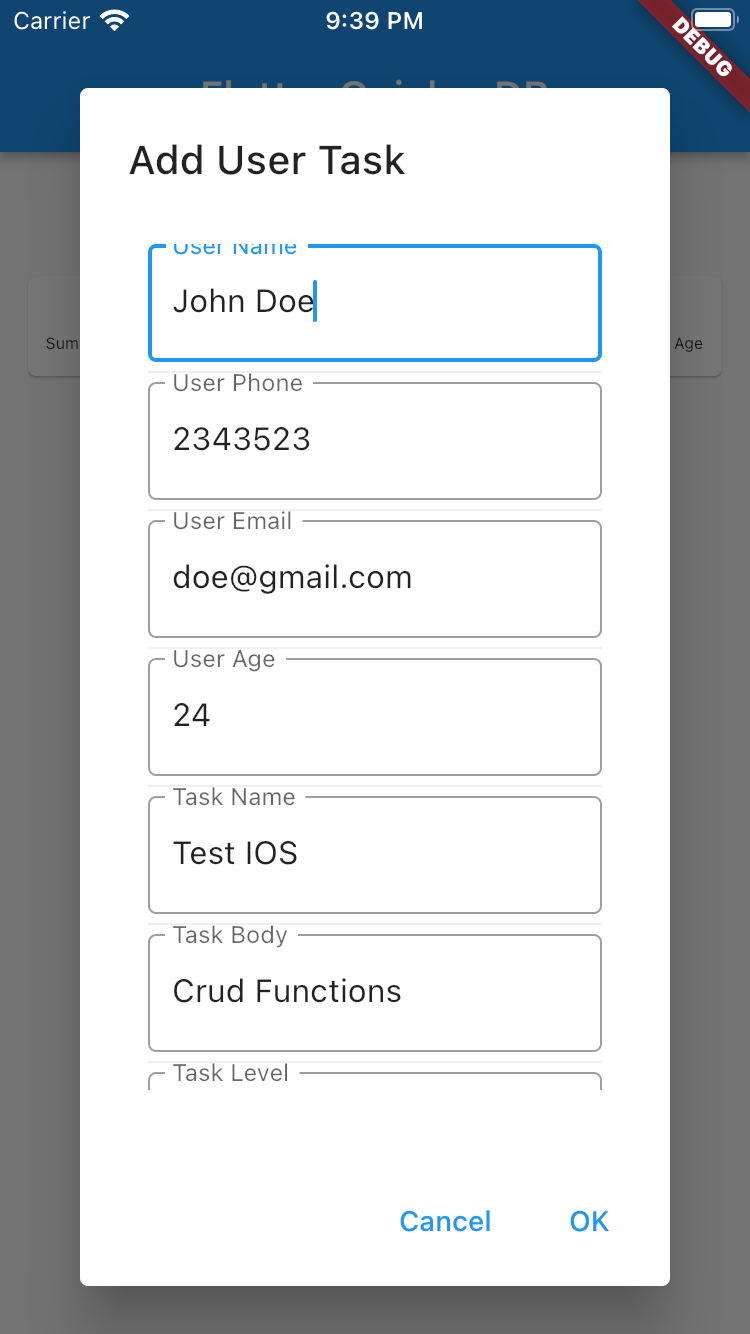 Carrier 9:39 PM
DEBUG
Add User Task
User Name
John Doe
Sum
Age
User Phone
2343523
User Email
doe@gmail.com
User Age
24
Task Name
Test IOS
Task Body
Crud Functions
Task Level
Cancel OK